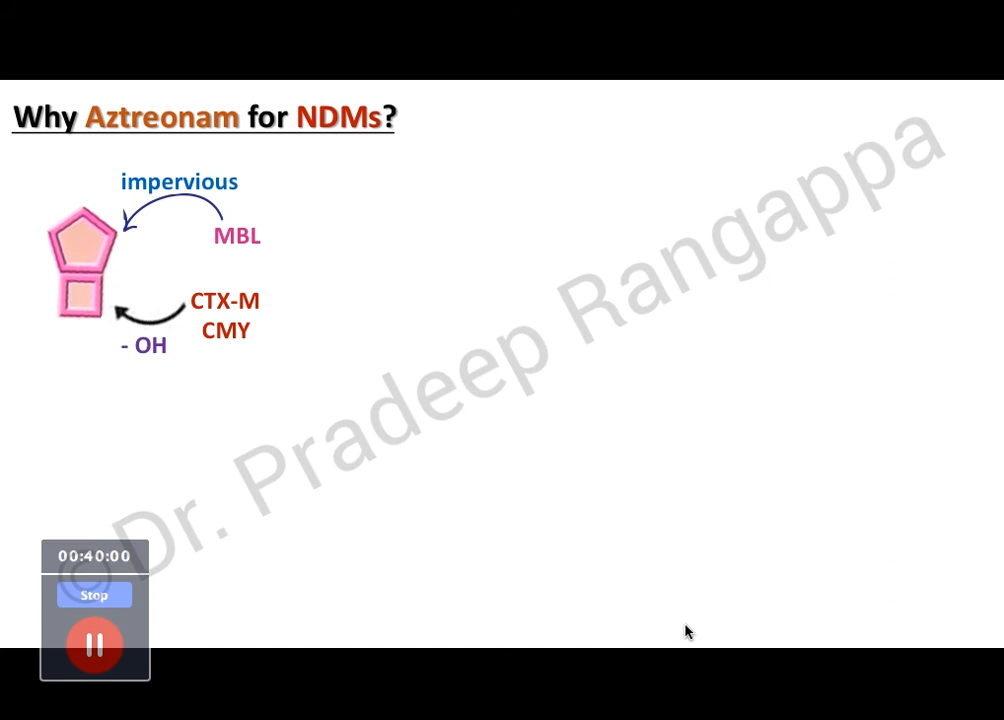 Why Aztreonam for NDMs?
impervious
MBL
CTX-M
CMY
- OH
© Dr. Pradeep Rangappa
00:40:00
Stop